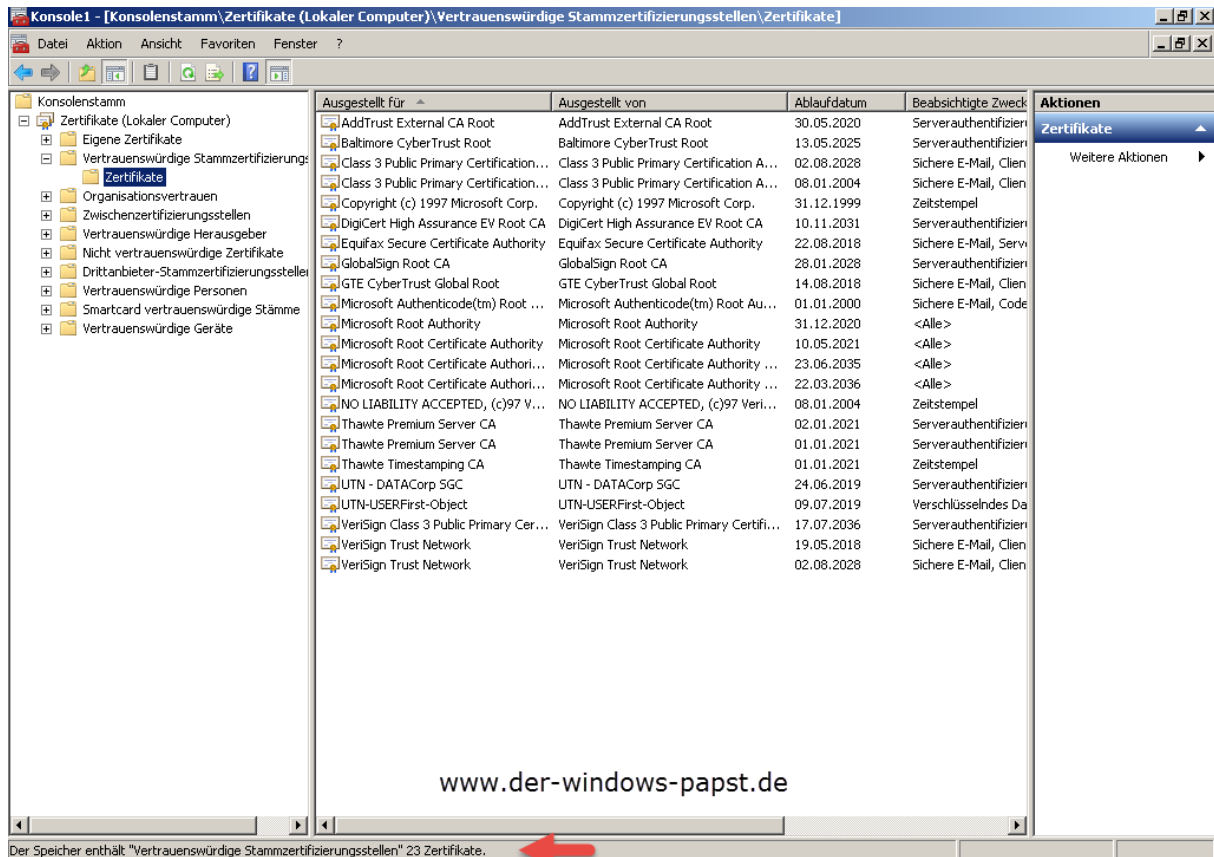 Konsole1 - [Konsolenstamm\Zertifikate (Lokaler Computer)\Vertrauenswürdige Stammzertifizierungsstellen\Zertifikate]
Datei Aktion Ansicht Favoriten Fenster ?
Konsolenstamm
Zertifikate (Lokaler Computer)
Eigene Zertifikate
Vertrauenswürdige Stammzertifizierungs
Zertifikate
Organisationsvertrauen
Zwischenzertifizierungsstellen
Vertrauenswürdige Herausgeber
Nicht vertrauenswürdige Zertifikate
Drittanbieter-Stammzertifizierungsstellen
Vertrauenswürdige Personen
Smartcard vertrauenswürdige Stämme
Vertrauenswürdige Geräte
Ausgestellt für Ausgestellt von Ablaufdatum Beabsichtigte Zweck
AddTrust External CA Root AddTrust External CA Root 30.05.2020 Serverauthentifizieru
Baltimore CyberTrust Root Baltimore CyberTrust Root 13.05.2025 Serverauthentifizieru
Class 3 Public Primary Certification... Class 3 Public Primary Certification A... 02.08.2028 Sichere E-Mail, Clien
Class 3 Public Primary Certification... Class 3 Public Primary Certification A... 08.01.2004 Sichere E-Mail, Clien
Copyright (c) 1997 Microsoft Corp. Copyright (c) 1997 Microsoft Corp. 31.12.1999 Zeitstempel
DigiCert High Assurance EV Root CA DigiCert High Assurance EV Root CA 10.11.2031 Serverauthentifizieru
Equifax Secure Certificate Authority Equifax Secure Certificate Authority 22.08.2018 Sichere E-Mail, Serve
GlobalSign Root CA GlobalSign Root CA 28.01.2028 Serverauthentifizieru
GTE CyberTrust Global Root GTE CyberTrust Global Root 14.08.2018 Sichere E-Mail, Clien
Microsoft Authenticode(tm) Root ... Microsoft Authenticode(tm) Root Au... 01.01.2000 Sichere E-Mail, Code
Microsoft Root Authority Microsoft Root Authority 31.12.2020 <Alle>
Microsoft Root Certificate Authority Microsoft Root Certificate Authority 10.05.2021 <Alle>
Microsoft Root Certificate Authori... Microsoft Root Certificate Authority ... 23.06.2035 <Alle>
Microsoft Root Certificate Authori... Microsoft Root Certificate Authority ... 22.03.2036 <Alle>
NO LIABILITY ACCEPTED, (c)97 V... NO LIABILITY ACCEPTED, (c)97 Veri... 08.01.2004 Zeitstempel
Thawte Premium Server CA Thawte Premium Server CA 02.01.2021 Serverauthentifizieru
Thawte Premium Server CA Thawte Premium Server CA 01.01.2021 Serverauthentifizieru
Thawte Timestamping CA Thawte Timestamping CA 01.01.2021 Zeitstempel
UTN - DATACorp SGC UTN - DATACorp SGC 24.06.2019 Serverauthentifizieru
UTN-USERFirst-Object UTN-USERFirst-Object 09.07.2019 Verschlüsselndes Da
VeriSign Class 3 Public Primary Cer... VeriSign Class 3 Public Primary Certifi... 17.07.2036 Serverauthentifizieru
VeriSign Trust Network VeriSign Trust Network 19.05.2018 Sichere E-Mail, Clien
VeriSign Trust Network VeriSign Trust Network 02.08.2028 Sichere E-Mail, Clien
Aktionen
Zertifikate
Weitere Aktionen
www.der-windows-papst.de
Der Speicher enthält "Vertrauenswürdige Stammzertifizierungsstellen" 23 Zertifikate.